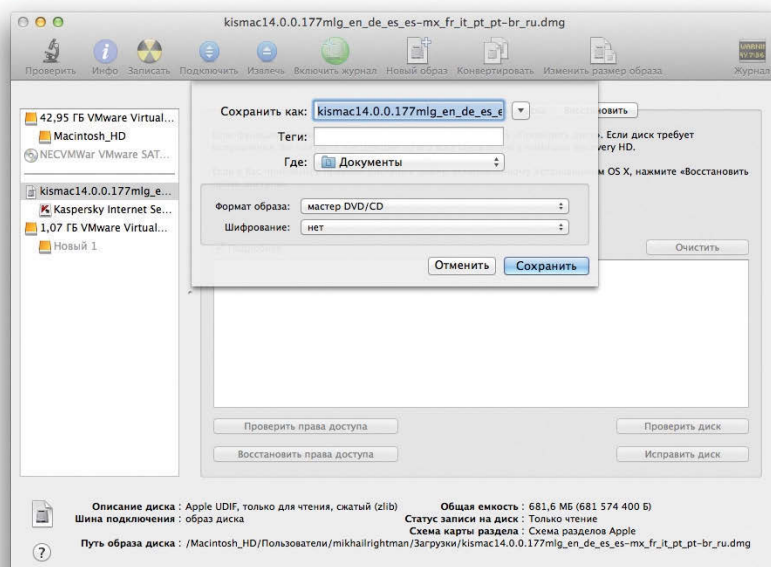 kismac14.0.0.177mlg_en_de_es_es-mx_fr_it_pt_pt-br_ru.dmg
Проверить Инфо Записать Подключить Извлечь Включить журнал Новый образ Конвертировать Изменить размер образа Журнал
42,95 ГБ VMware Virtual...
Macintosh_HD
NECVMWar VMware SAT...
kismac14.0.0.177mlg_e...
Kaspersky Internet Se...
1,07 ГБ VMware Virtual...
Новый 1
Сохранить как: kismac14.0.0.177mlg_en_de_es_e
Теги:
Где: Документы
Формат образа: мастер DVD/CD
Шифрование: нет
Отменить Сохранить
новить
. Если диск требует
very HD.
м OS X, нажмите «Восстановить
Очистить
Проверить права доступа Проверить диск
Восстановить права доступа Исправить диск
Описание диска : Apple UDIF, только для чтения, сжатый (zlib) Общая емкость : 681,6 МБ (681 574 400 Б)
Шина подключения : образ диска Статус записи на диск : Только чтение
Схема карты раздела : Схема разделов Apple
Путь образа диска : /Macintosh_HD/Пользователи/mikhailrightman/Загрузки/kismac14.0.0.177mlg_en_de_es_es-mx_fr_it_pt_pt-br_ru.dmg